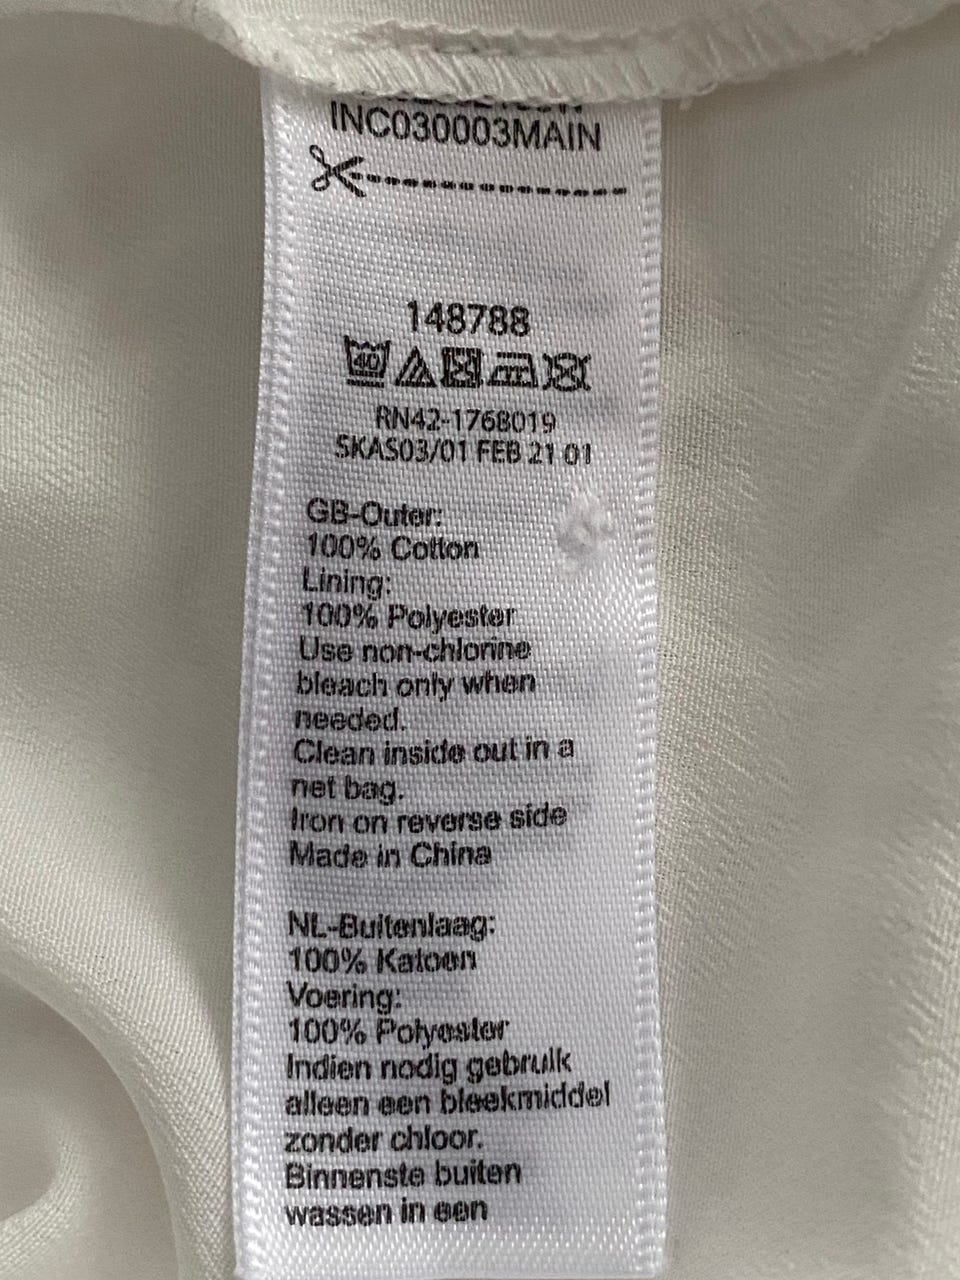 INC030003MAIN
148788
40
RN42-1768019
SKAS03/01 FEB 21 01
GB-Outer:
100% Cotton
Lining:
100% Polyester
Use non-chlorine
bleach only when
needed.
Clean inside out in a
net bag.
Iron on reverse side
Made in China
NL-Buitenlaag:
100% Katoen
Voering:
100% Polyester
Indien nodig gebruik
alleen een bleekmiddel
zonder chloor.
Binnenste buiten
wassen in een